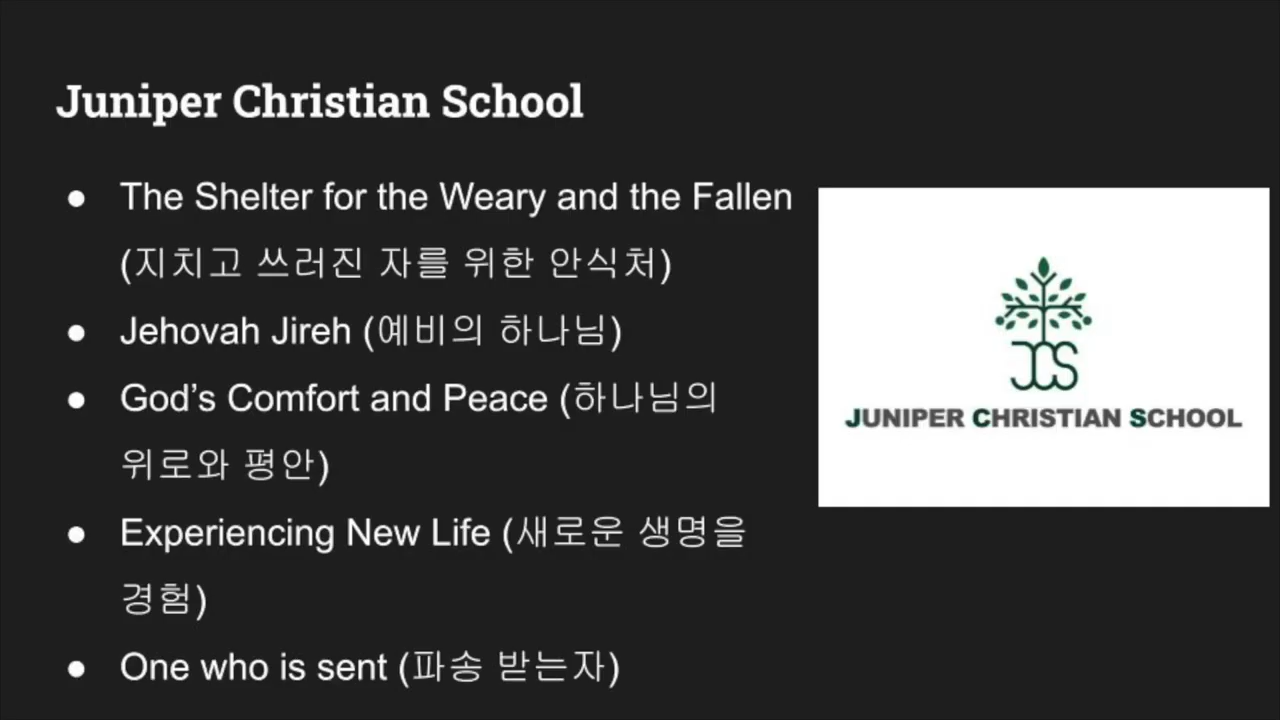 Juniper Christian School
● The Shelter for the Weary and the Fallen
(지치고 쓰러진 자를 위한 안식처)
● Jehovah Jireh (예비의 하나님)
● God’s Comfort and Peace (하나님의
위로와 평안)
● Experiencing New Life (새로운 생명을
경험)
● One who is sent (파송 받는자)
JCS
JUNIPER CHRISTIAN SCHOOL